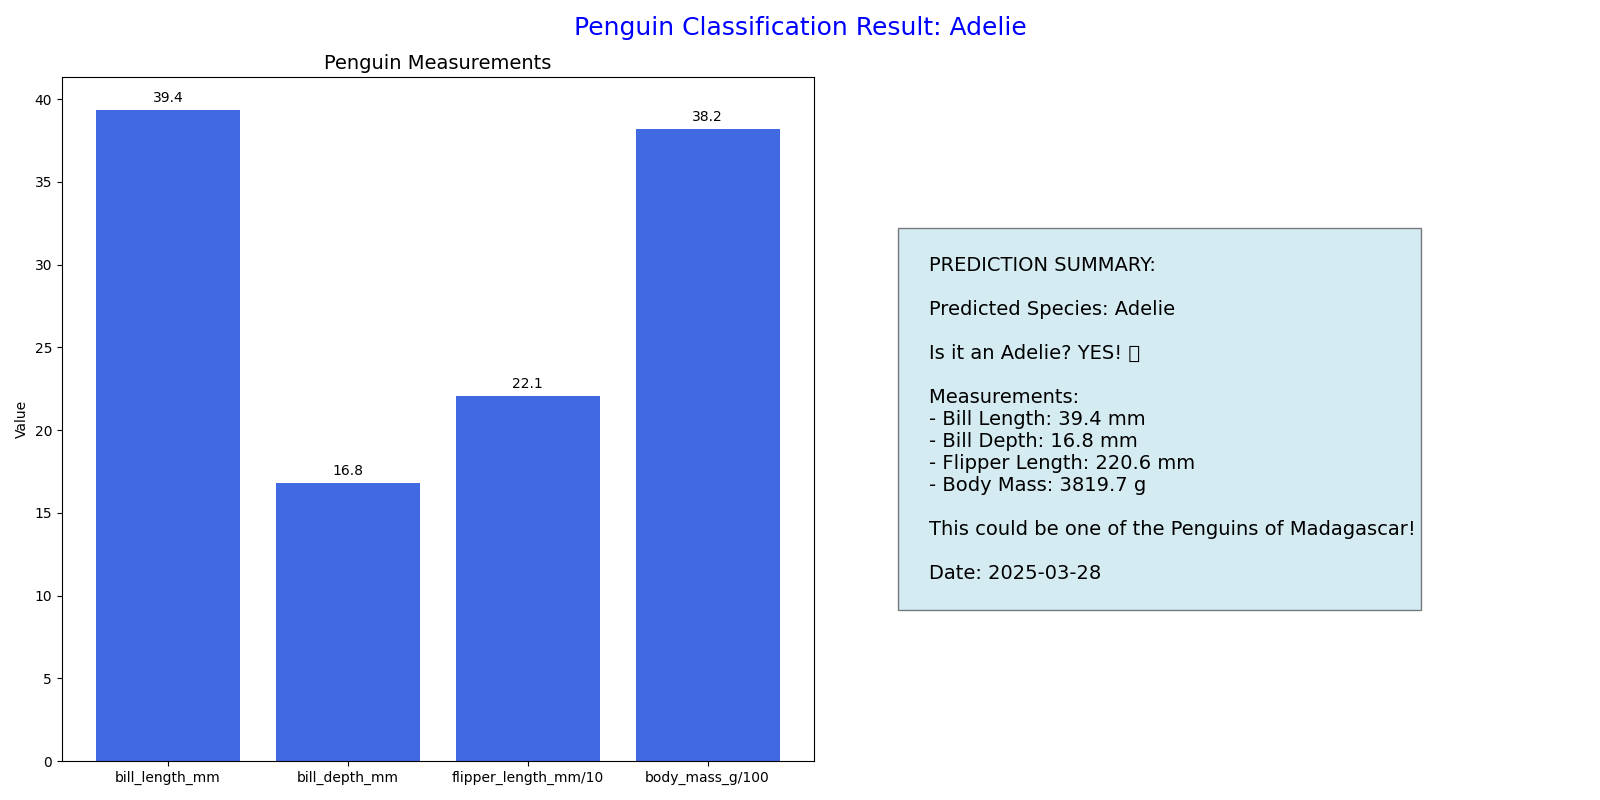 Penguin Classification Result: Adelie
Penguin Measurements
40
35
30
25
20
15
10
5
0
Value
39.4
16.8
22.1
38.2
bill_length_mm
bill_depth_mm
flipper_length_mm/10
body_mass_g/100
PREDICTION SUMMARY:
Predicted Species: Adelie
Is it an Adelie? YES! 
Measurements:
- Bill Length: 39.4 mm
- Bill Depth: 16.8 mm
- Flipper Length: 220.6 mm
- Body Mass: 3819.7 g
This could be one of the Penguins of Madagascar!
Date: 2025-03-28